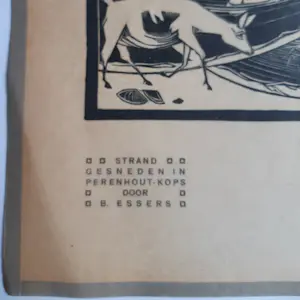 STRAND
GESNEDEN IN
PERENHOUT-KOPS
DOOR
B. ESSERS